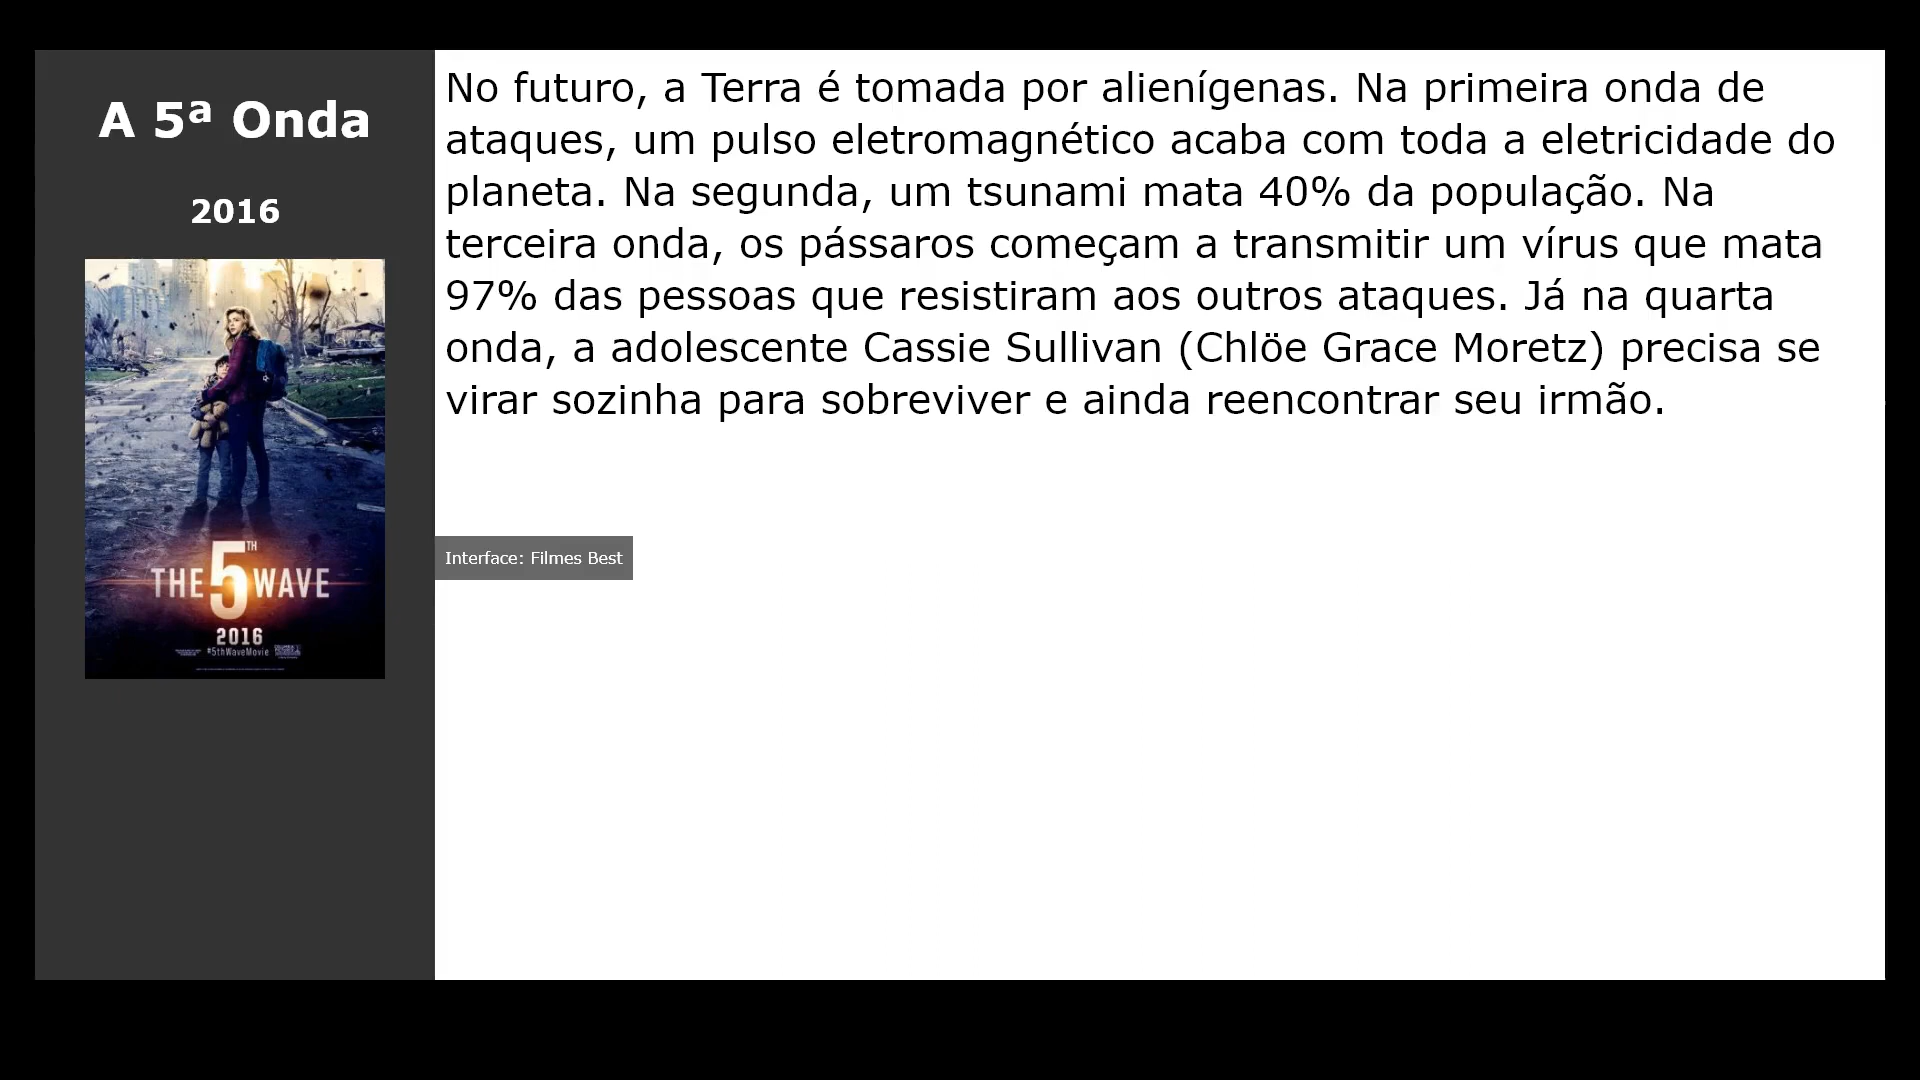 A 5ª Onda
2016
THE 5TH WAVE
2016
#5thWaveMovie
No futuro, a Terra é tomada por alienígenas. Na primeira onda de
ataques, um pulso eletromagnético acaba com toda a eletricidade do
planeta. Na segunda, um tsunami mata 40% da população. Na
terceira onda, os pássaros começam a transmitir um vírus que mata
97% das pessoas que resistiram aos outros ataques. Já na quarta
onda, a adolescente Cassie Sullivan (Chlöe Grace Moretz) precisa se
virar sozinha para sobreviver e ainda reencontrar seu irmão.
Interface: Filmes Best